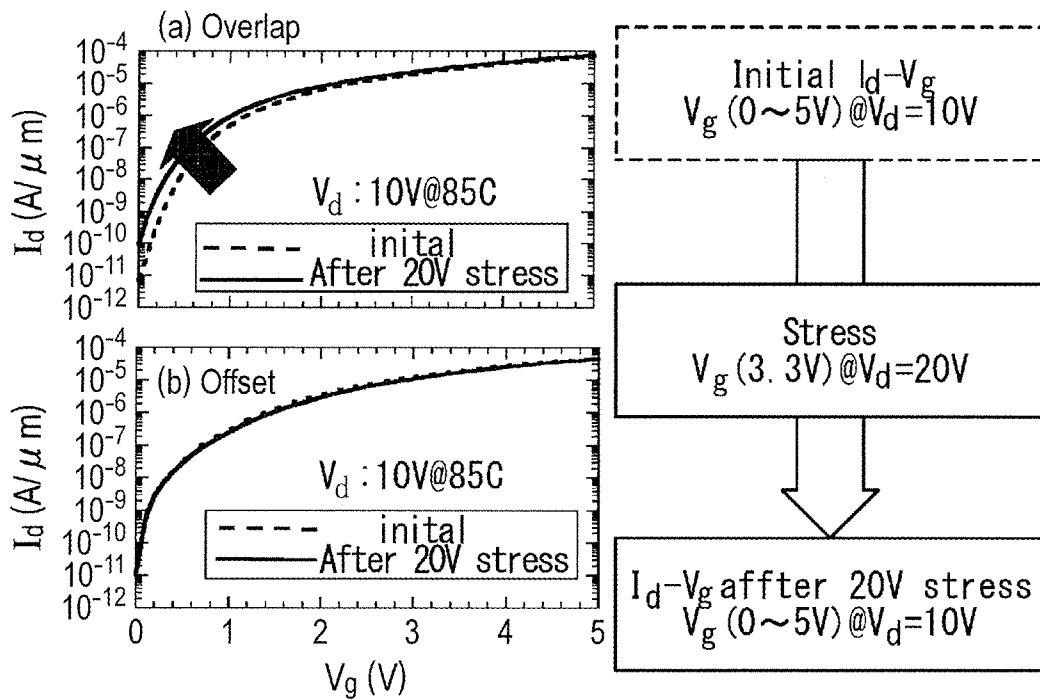 (a) Overlap
10⁻⁴
10⁻⁵
10⁻⁶
10⁻⁷
10⁻⁸
10⁻⁹
10⁻¹⁰
10⁻¹¹
10⁻¹²
I_d (A/μm)
V_d : 10V@85C
inital
After 20V stress
(b) Offset
10⁻⁴
10⁻⁵
10⁻⁶
10⁻⁷
10⁻⁸
10⁻⁹
10⁻¹⁰
10⁻¹¹
10⁻¹²
I_d (A/μm)
V_d : 10V@85C
inital
After 20V stress
0 1 2 3 4 5
V_g (V)
Initial I_d-V_g
V_g (0～5V) @V_d=10V
Stress
V_g (3.3V) @V_d=20V
I_d-V_g affter 20V stress
V_g (0～5V) @V_d=10V